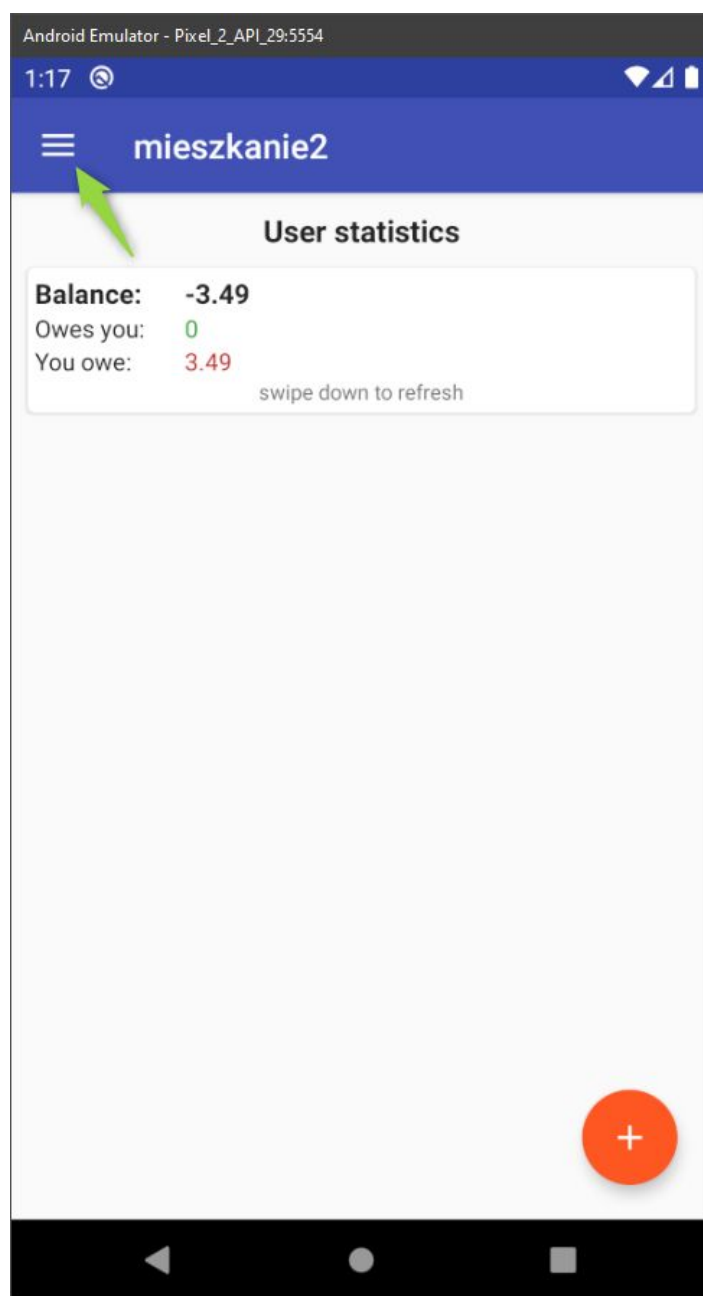 Android Emulator - Pixel_2_API_29:5554
1:17
mieszkanie2
User statistics
Balance: -3.49
Owes you: 0
You owe: 3.49
swipe down to refresh
+